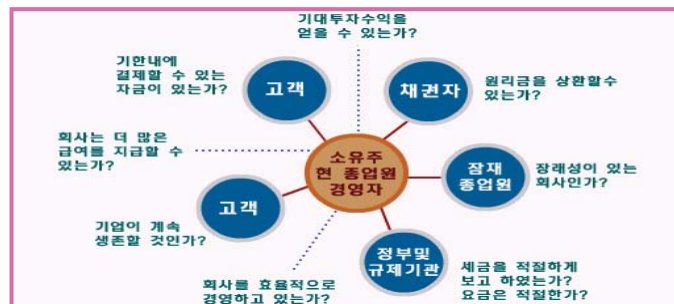 기대투자수익을
얻을 수 있는가?
기한내에
결제할 수 있는
자금이 있는가?
고객
채권자
원리금을 상환할수
있는가?
회사는 더 많은
급여를 지급할 수
있는가?
소유주
현 종업원
경영자
잠재
종업원
장래성이 있는
회사인가?
고객
기업이 계속
생존할 것인가?
정부및
규제기관
세금을 적절하게
보고 하였는가?
요금은 적절한가?
회사를 효율적으로
경영하고 있는가?